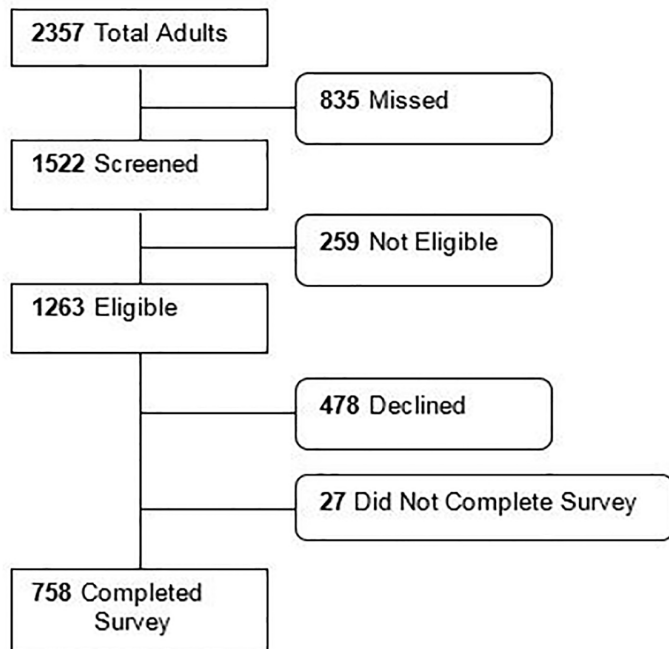 2357 Total Adults
835 Missed
1522 Screened
259 Not Eligible
1263 Eligible
478 Declined
27 Did Not Complete Survey
758 Completed
Survey